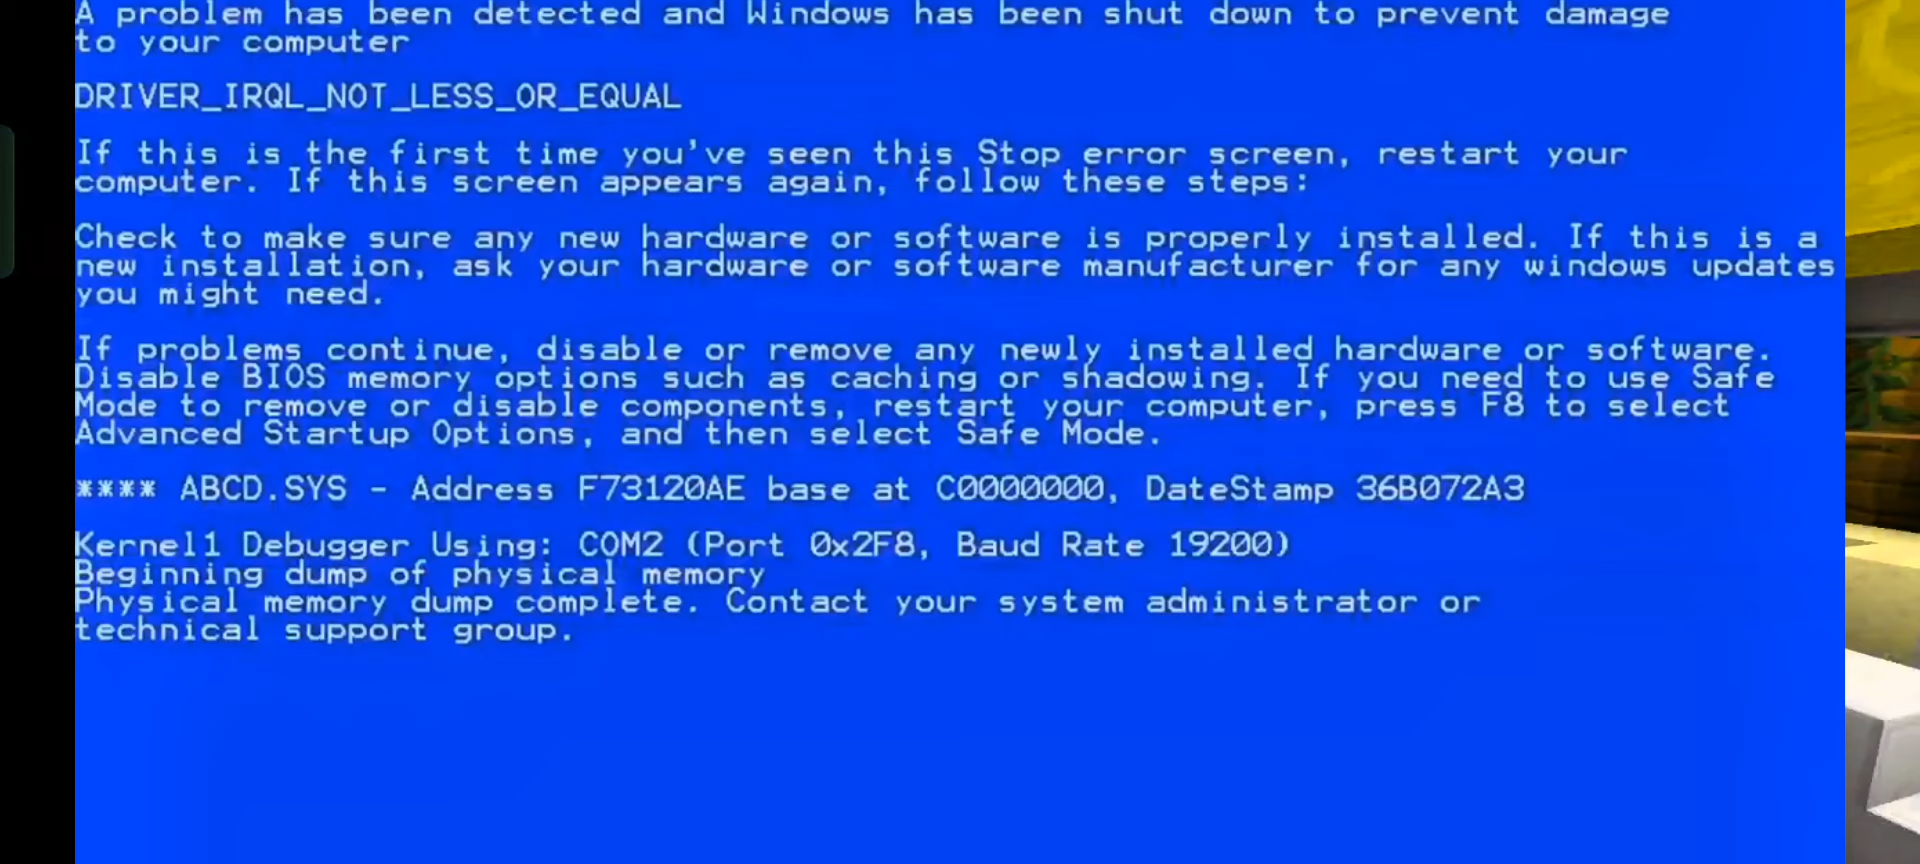 A problem has been detected and Windows has been shut down to prevent damage
to your computer
DRIVER_IRQL_NOT_LESS_OR_EQUAL
If this is the first time you've seen this Stop error screen, restart your
computer. If this screen appears again, follow these steps:
Check to make sure any new hardware or software is properly installed. If this is a
new installation, ask your hardware or software manufacturer for any windows updates
you might need.
If problems continue, disable or remove any newly installed hardware or software.
Disable BIOS memory options such as caching or shadowing. If you need to use Safe
Mode to remove or disable components, restart your computer, press F8 to select
Advanced Startup Options, and then select Safe Mode.
**** ABCD.SYS - Address F73120AE base at C0000000, DateStamp 36B072A3
Kernel1 Debugger Using: COM2 (Port 0x2F8, Baud Rate 19200)
Beginning dump of physical memory
Physical memory dump complete. Contact your system administrator or
technical support group.